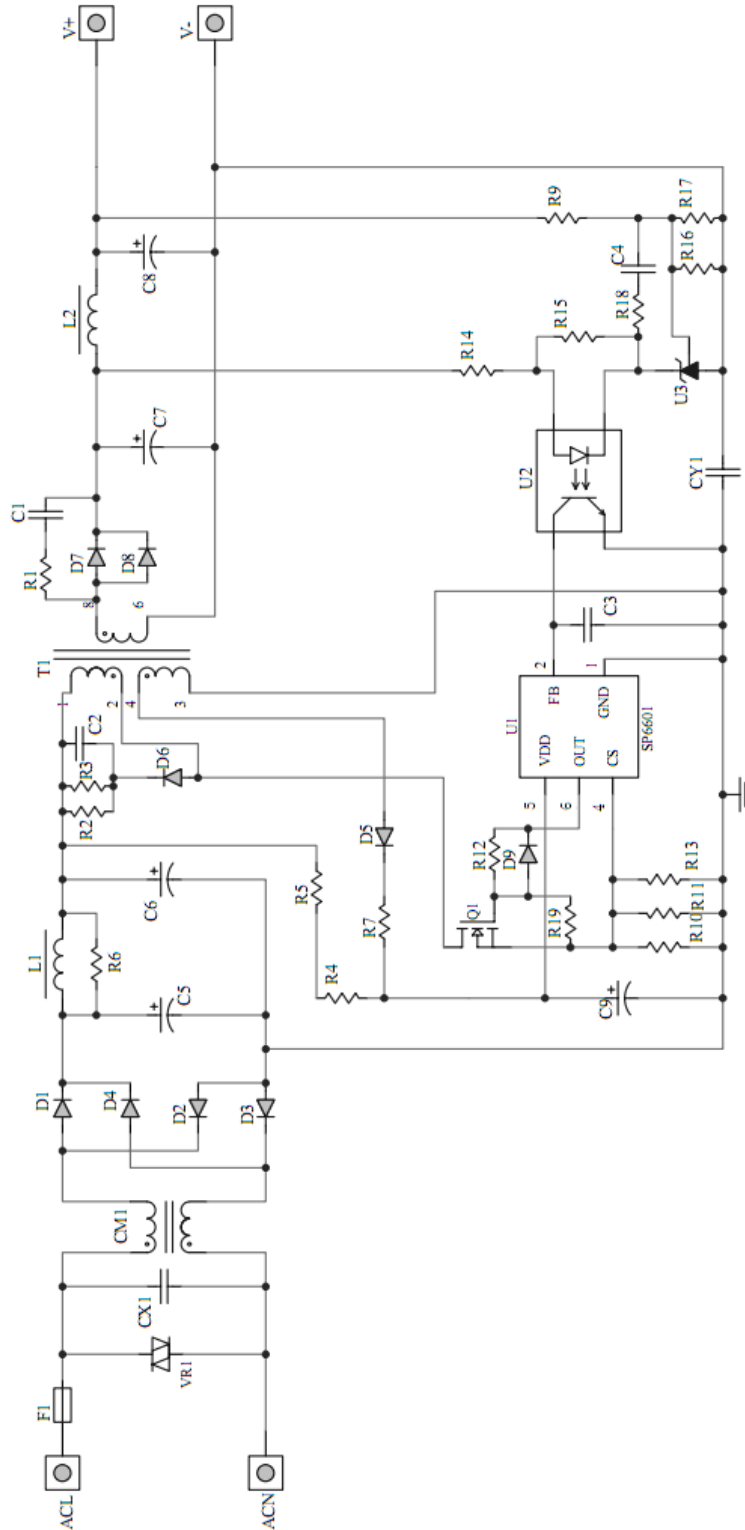 ACL
F1
VR1
CX1
CM1
D1
D4
D2
D3
ACN
L1
R6
C5
C6
R2
R3
C2
D6
T1
1
2
4
3
8
6
R1
C1
D7
D8
C7
L2
C8
V+
V-
R4
R5
R7
D5
C9
Q1
R12
D9
R19
R10
R11
R13
U1
VDD
OUT
CS
FB
GND
5
6
4
2
1
SP6601
C3
U2
CY1
R14
R15
R18
C4
U3
R9
R16
R17